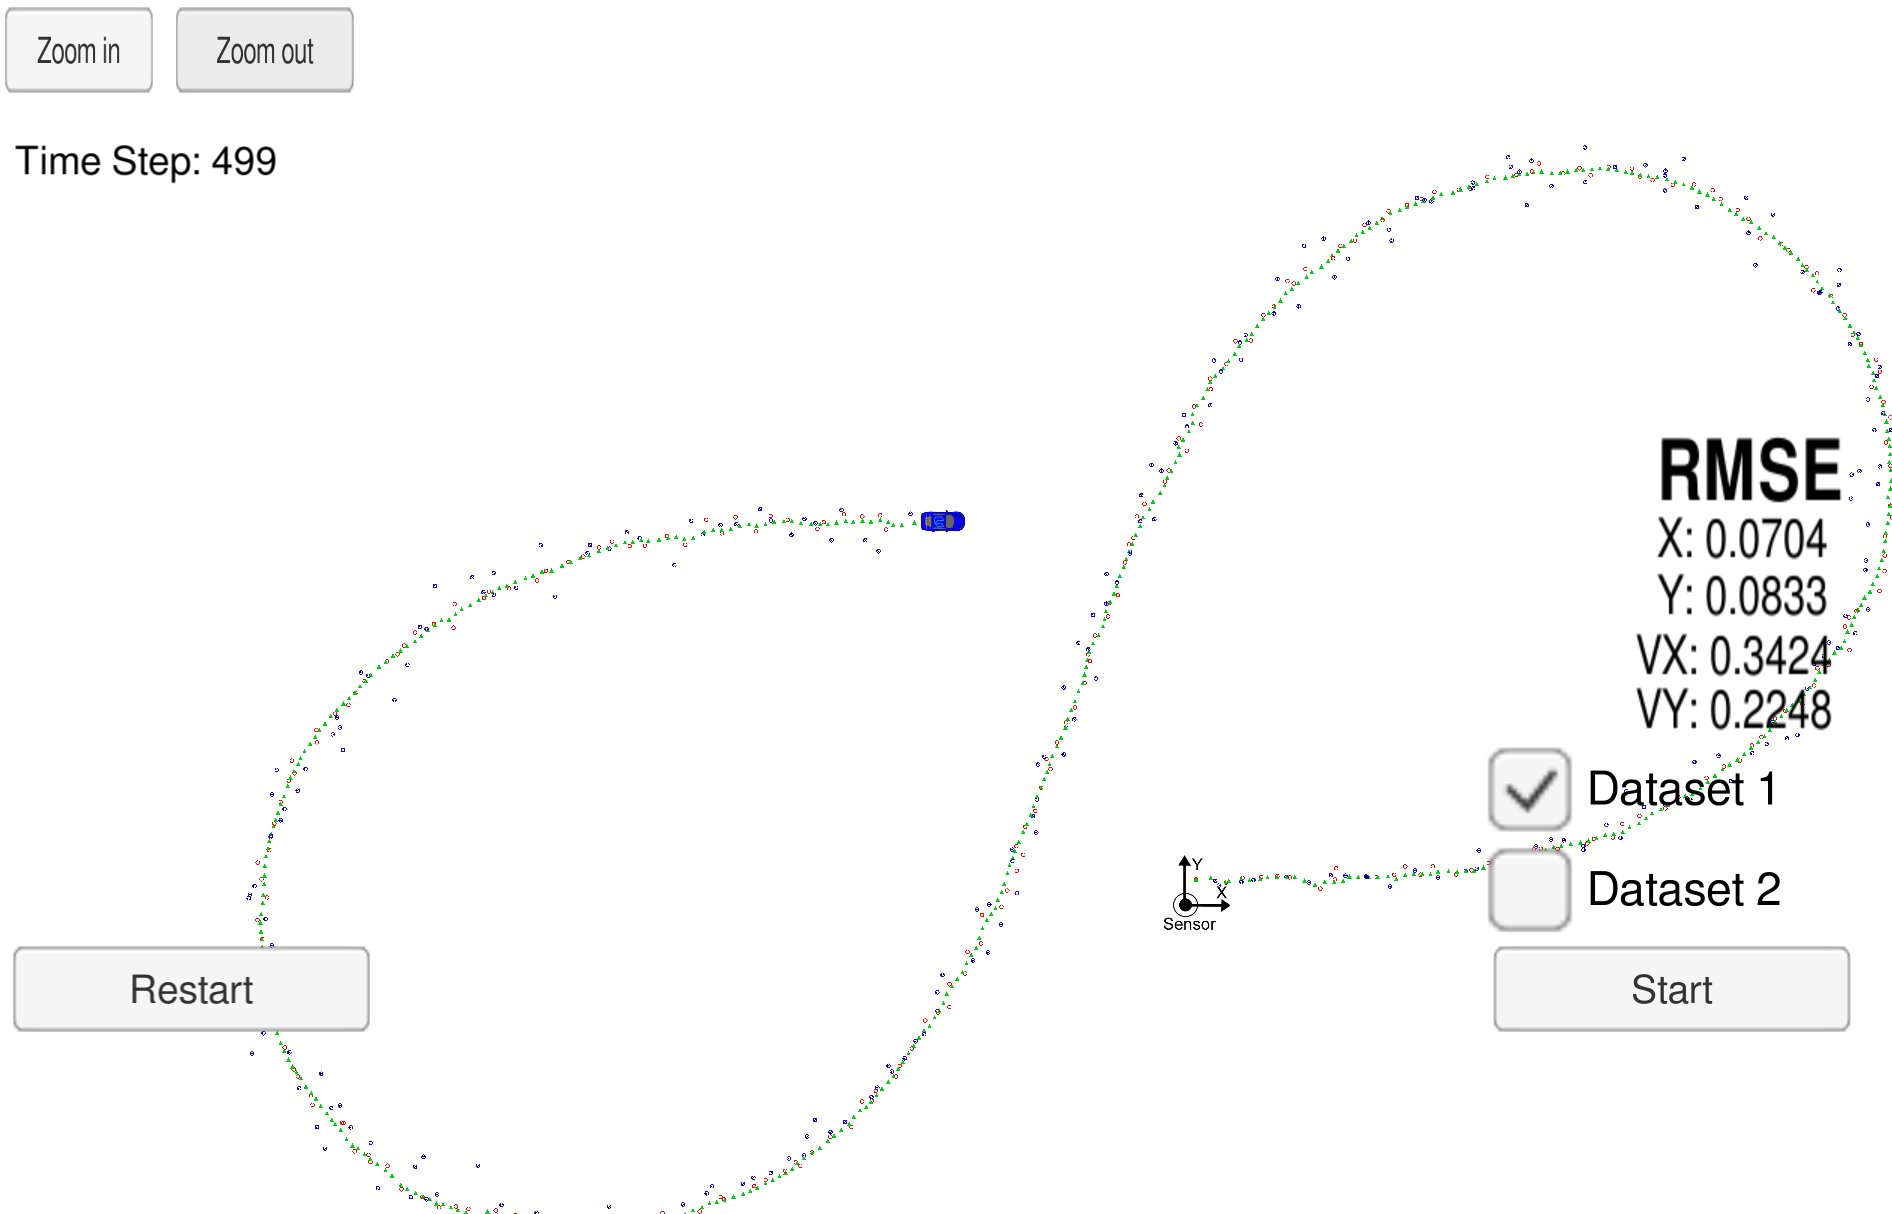 Zoom in
Zoom out
Time Step: 499
RMSE
X: 0.0704
Y: 0.0833
VX: 0.3424
VY: 0.2248
Dataset 1
Dataset 2
Y
X
Sensor
Restart
Start